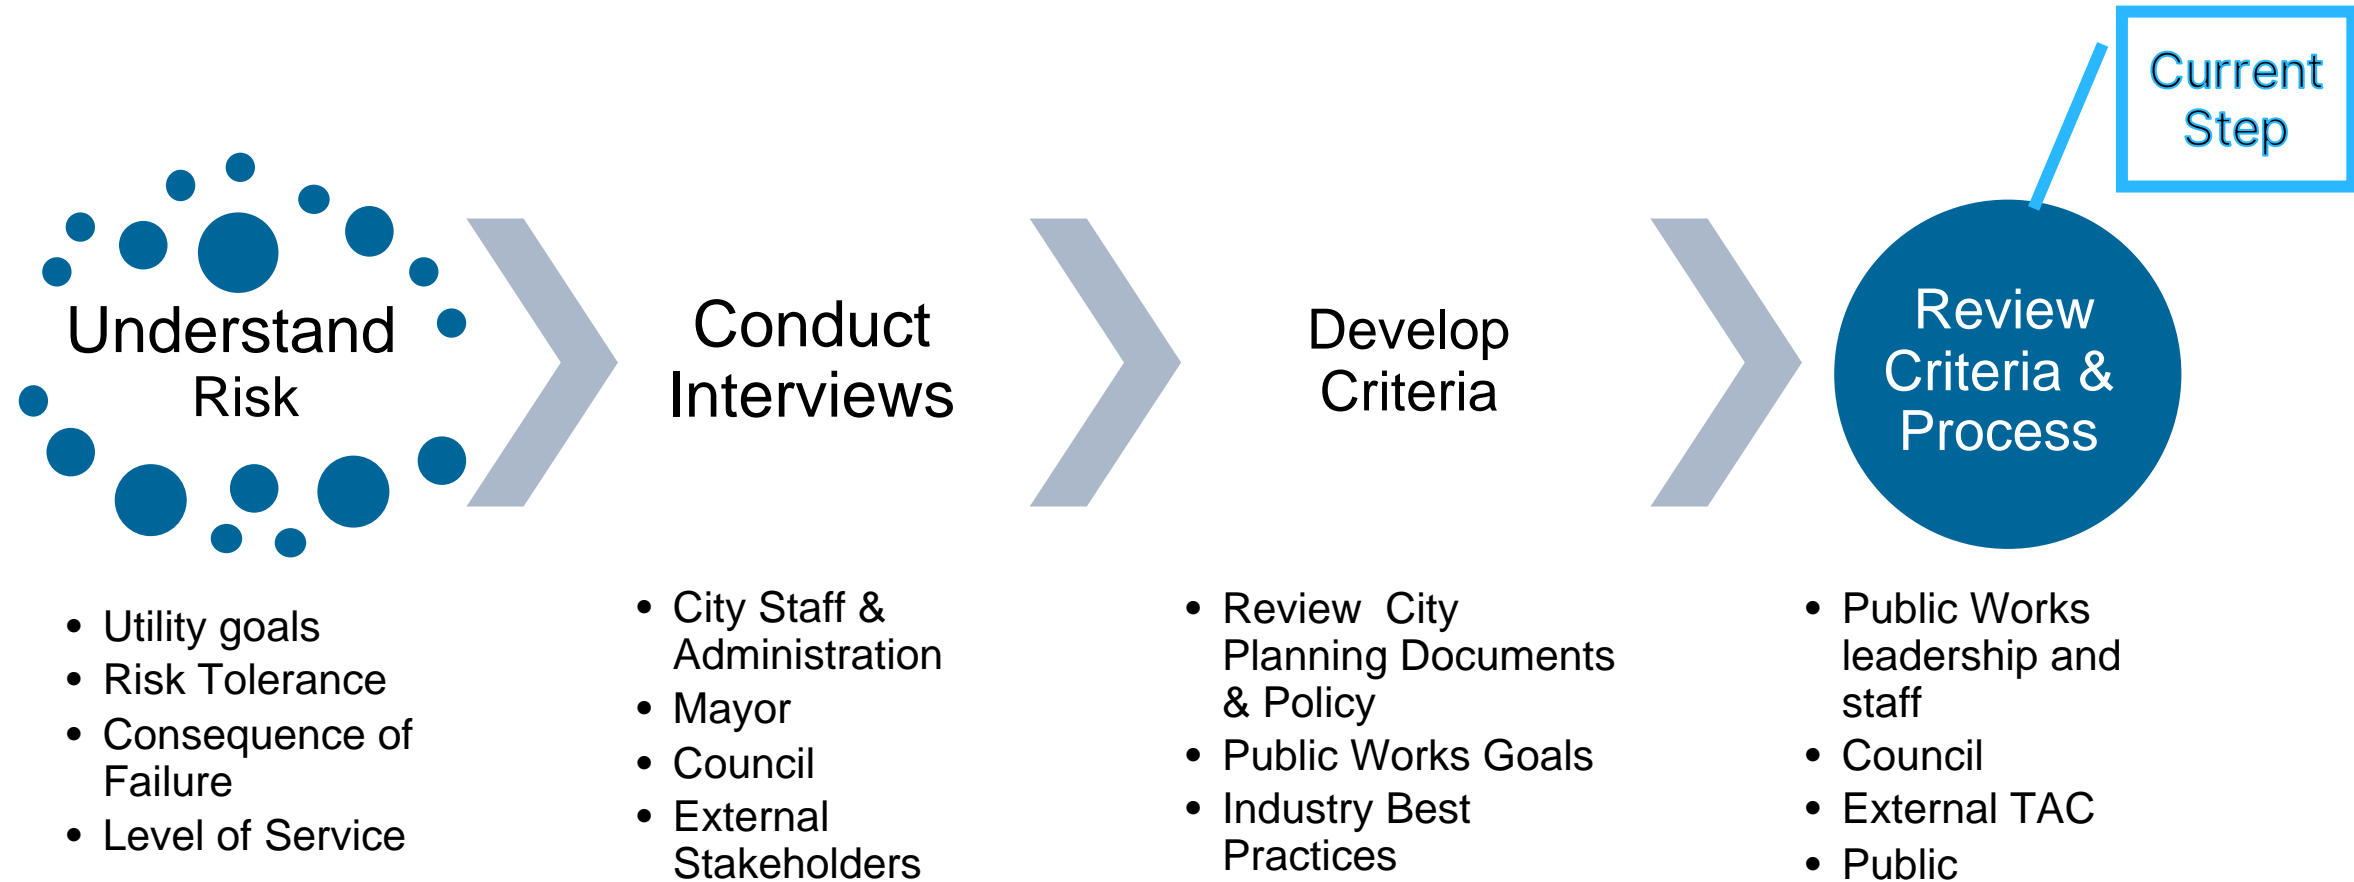 Current
Step
Understand
Risk
Conduct
Interviews
Develop
Criteria
Review
Criteria &
Process
• Utility goals
• Risk Tolerance
• Consequence of
Failure
• Level of Service
• City Staff &
Administration
• Mayor
• Council
• External
Stakeholders
• Review  City
Planning Documents
& Policy
• Public Works Goals
• Industry Best
Practices
• Public Works
leadership and
staff
• Council
• External TAC
• Public